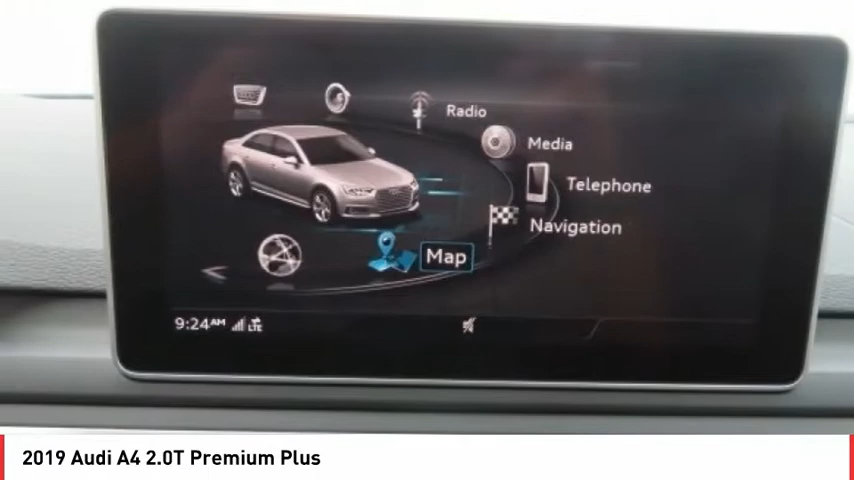 Radio
Media
Telephone
Navigation
Map
9:24AM LTE
2019 Audi A4 2.0T Premium Plus